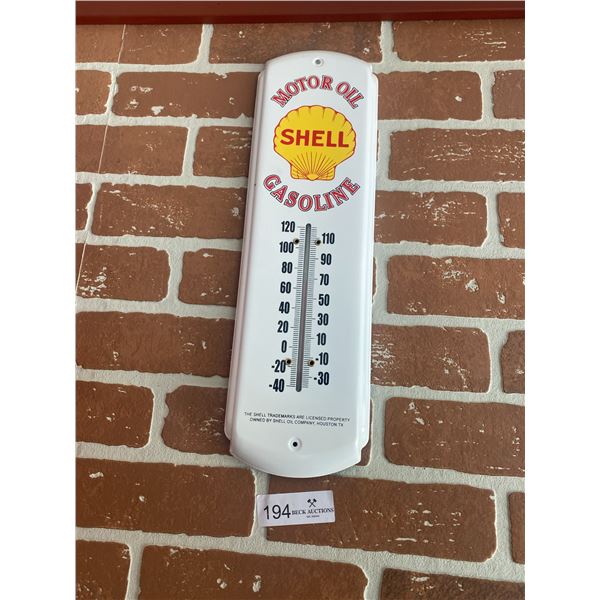 MOTOR OIL
SHELL
GASOLINE
120
110
100
90
80
70
60
50
40
30
20
10
0
-10
-20
-30
-40
THE SHELL TRADEMARKS ARE LICENSED PROPERTY
OWNED BY SHELL OIL COMPANY, HOUSTON TX
194 BECK AUCTIONS